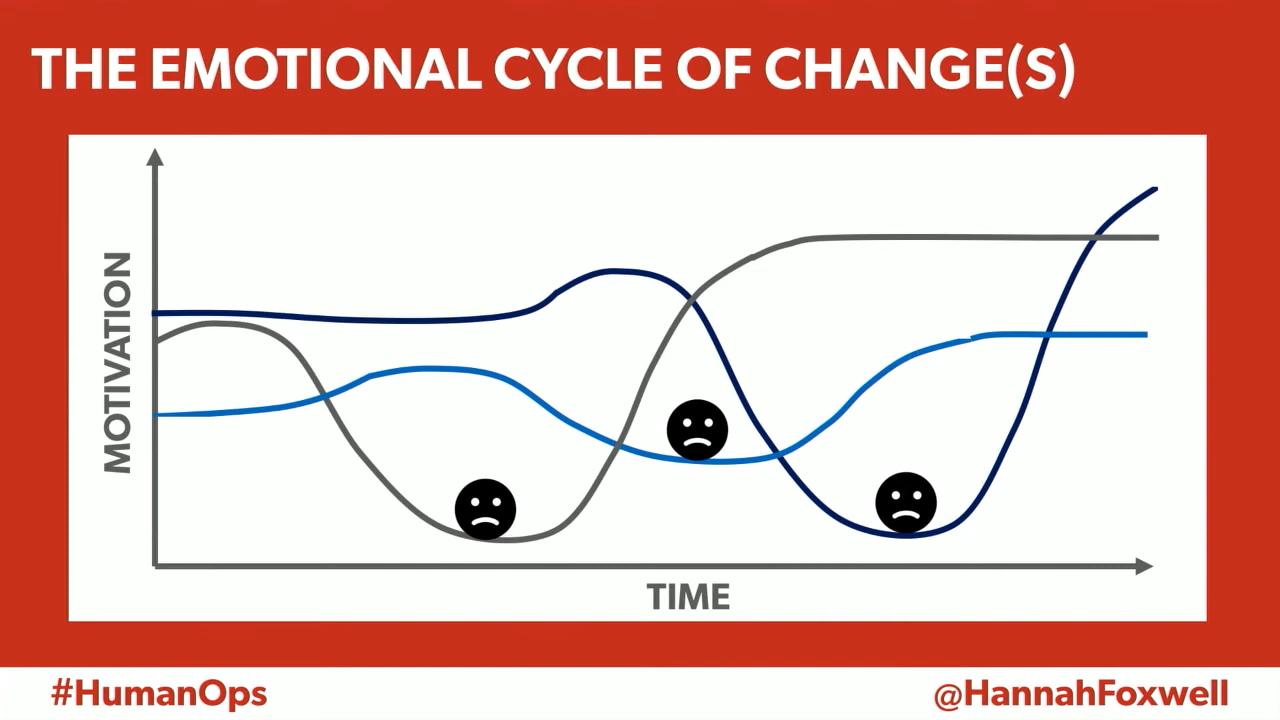 THE EMOTIONAL CYCLE OF CHANGE(S)
MOTIVATION
TIME
#HumanOps
@HannahFoxwell